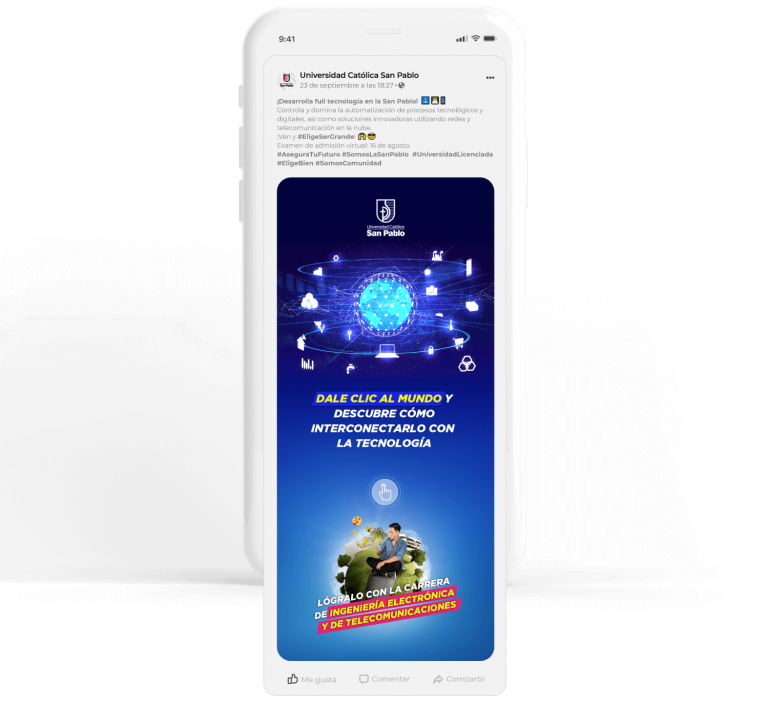 9:41
Universidad Católica San Pablo
23 de septiembre a las 18:27 •
¡Desarrolla full tecnología en la San Pablo!
Controla y domina la automatización de procesos tecnológicos y
digitales, así como soluciones innovadoras utilizando redes y
telecomunicación en la nube.
¡Ven y #EligeSerGrande!
Examen de admisión virtual: 16 de agosto.
#AseguraTuFuturo #SomosLaSanPablo #UniversidadLicenciada
#EligeBien #SomosComunidad
Universidad Católica
San Pablo
DALE CLIC AL MUNDO Y
DESCUBRE CÓMO
INTERCONECTARLO CON
LA TECNOLOGÍA
LÓGRALO CON LA CARRERA
DE INGENIERÍA ELECTRÓNICA
Y DE TELECOMUNICACIONES
Me gusta Comentar Compartir